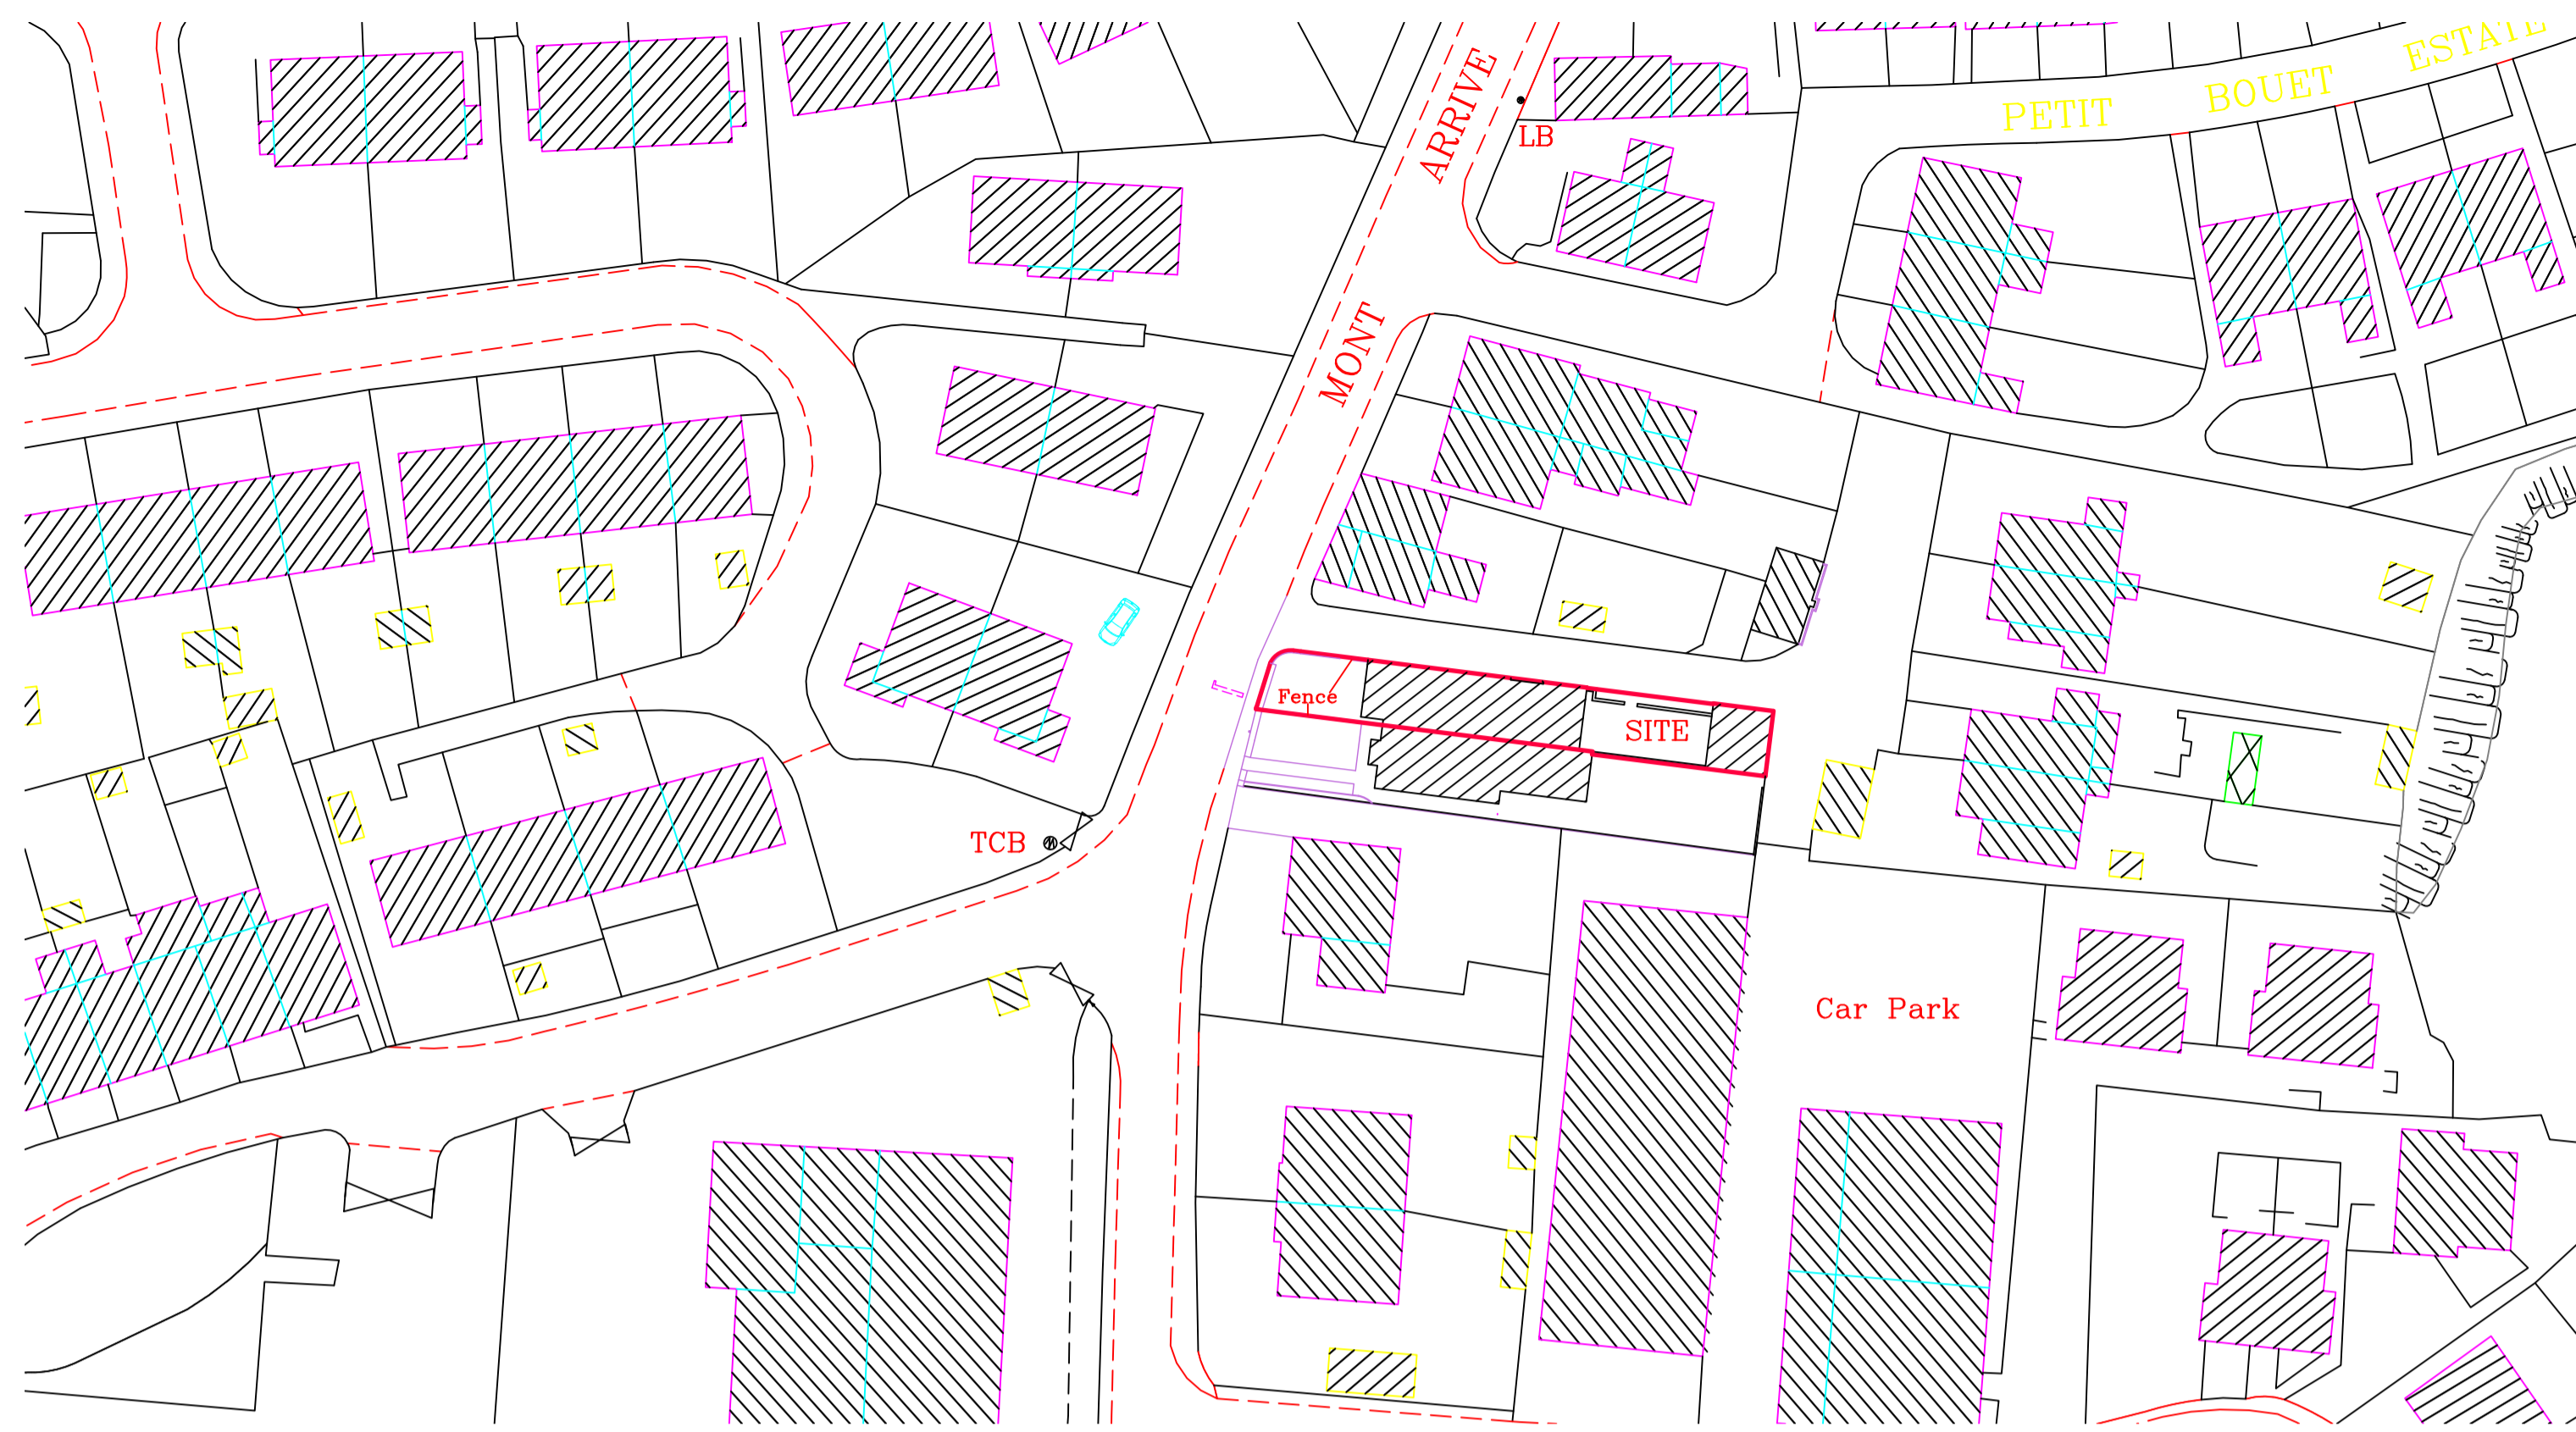 PETIT BOUET ESTATE
LB
MONT ARRIVE
Fence
SITE
TCB
Car Park